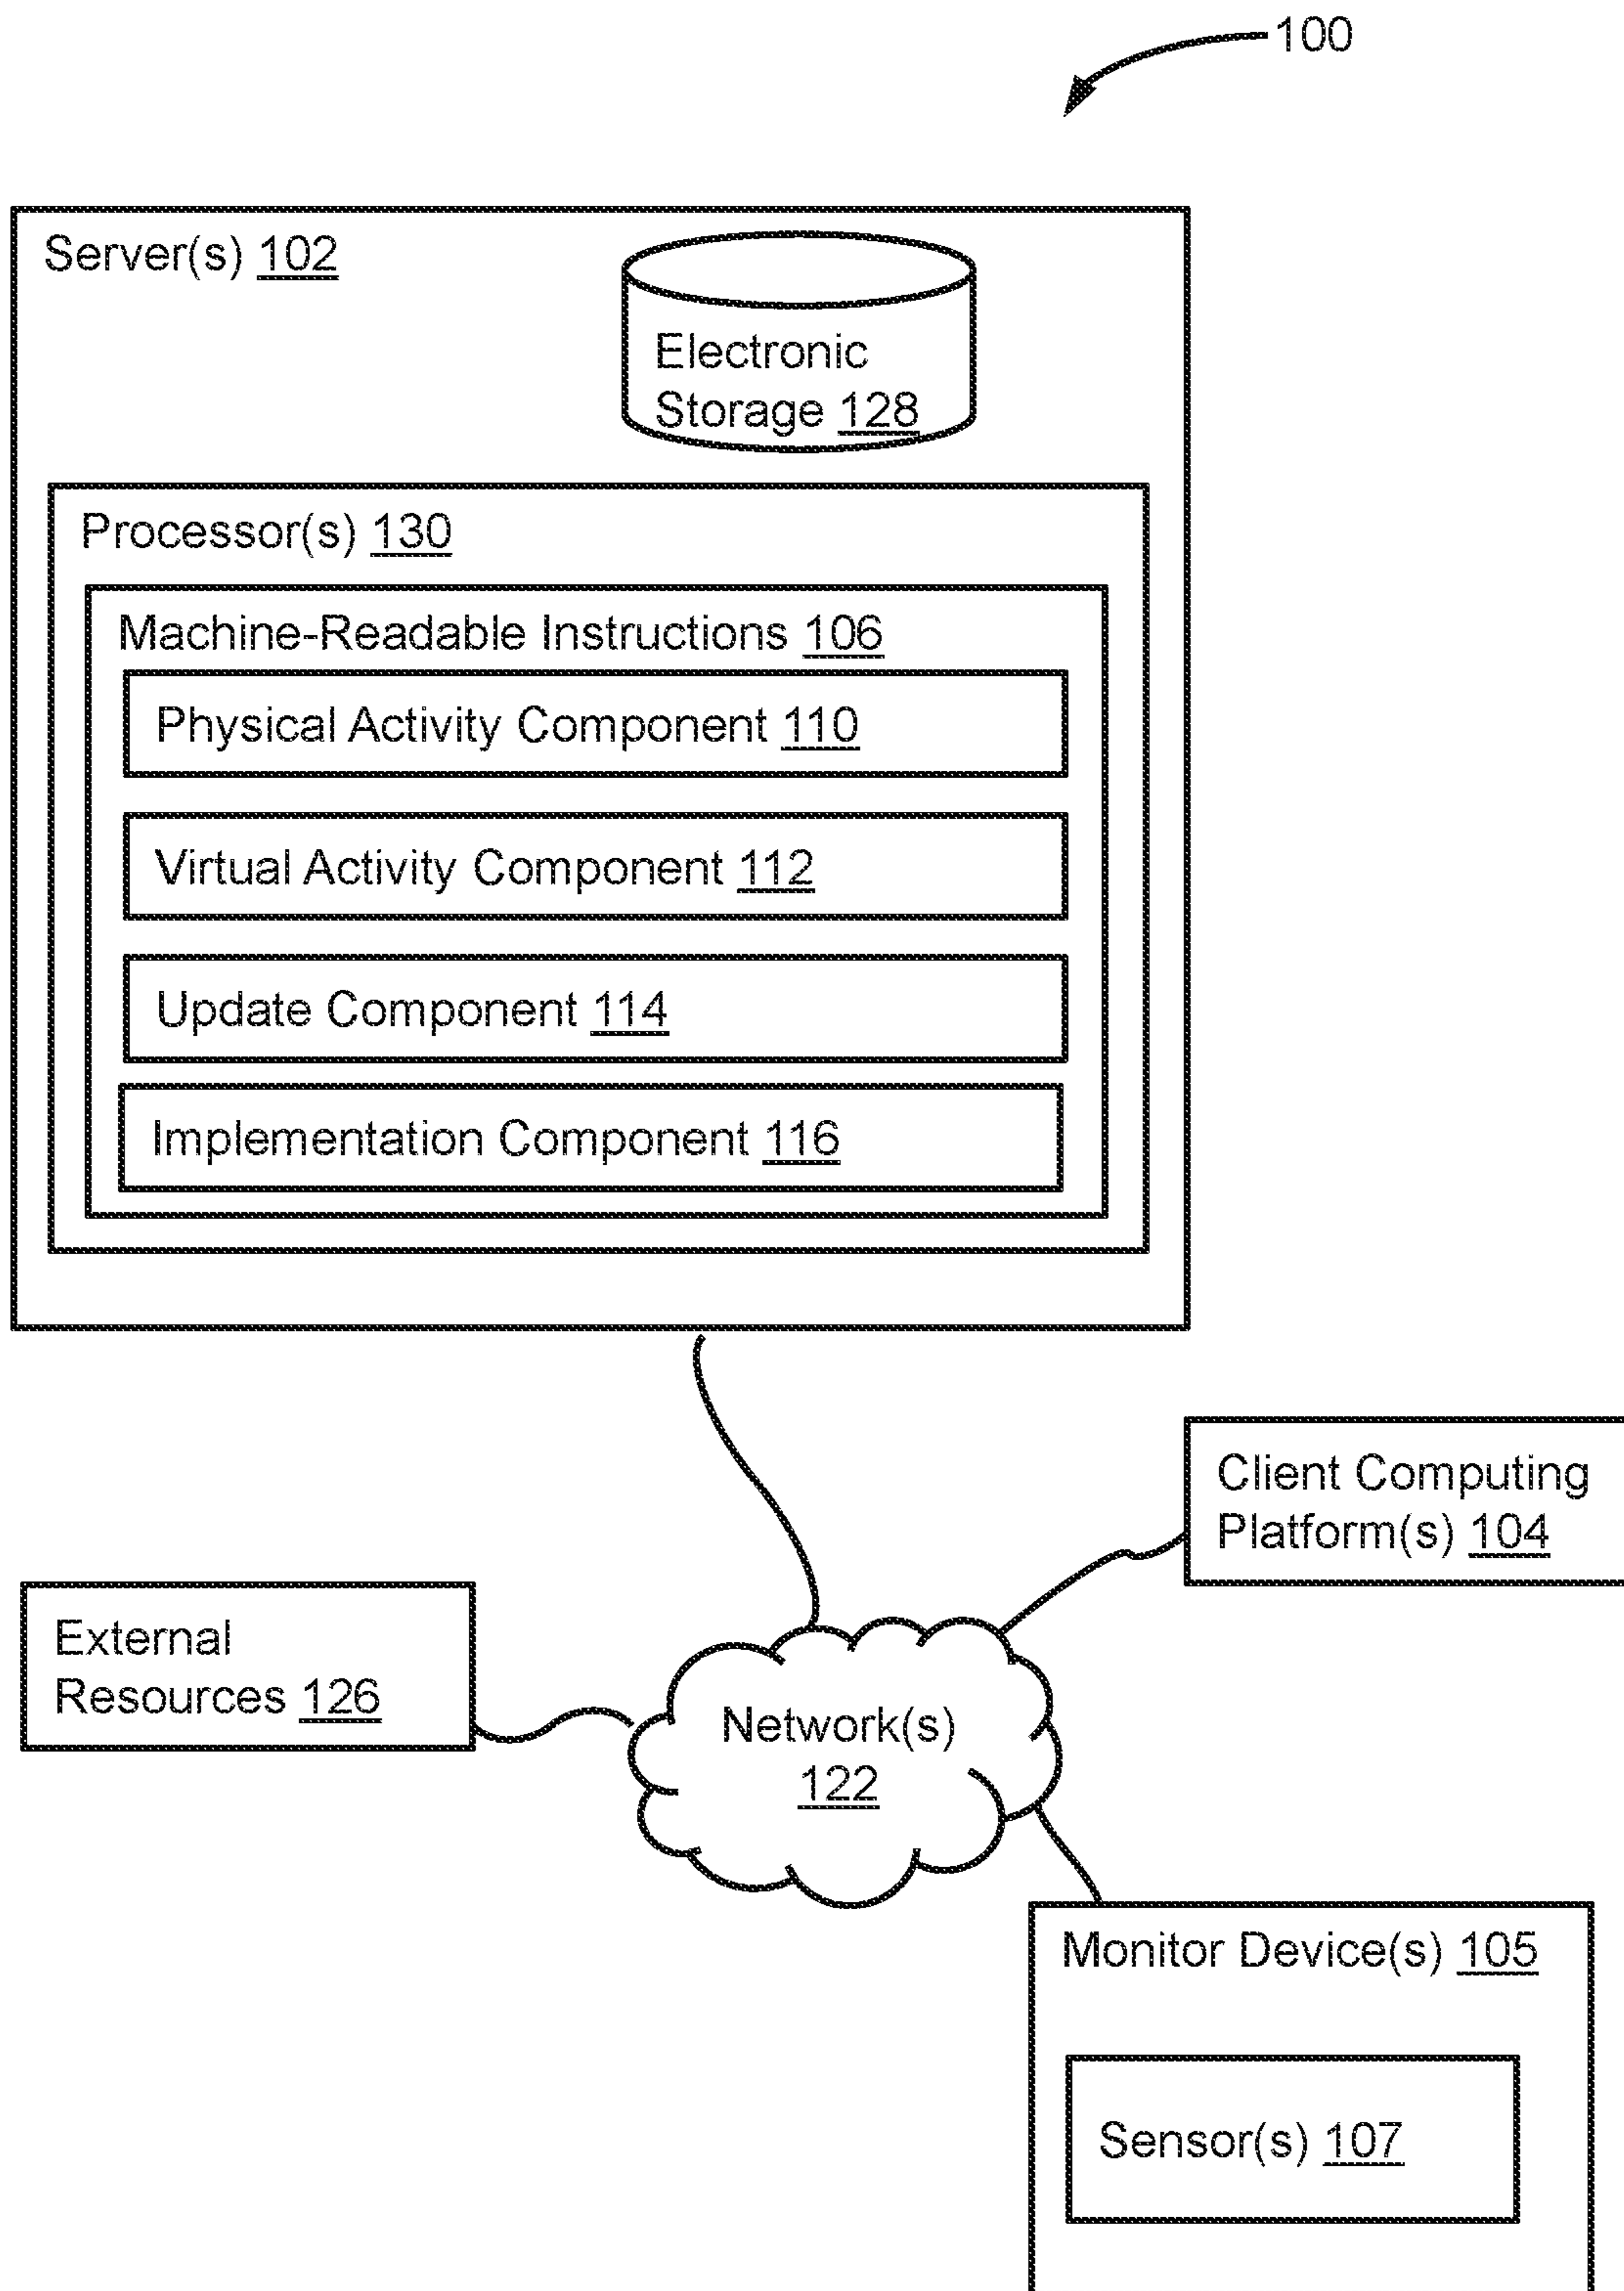 100
Server(s) 102
Electronic
Storage 128
Processor(s) 130
Machine-Readable Instructions 106
Physical Activity Component 110
Virtual Activity Component 112
Update Component 114
Implementation Component 116
Client Computing
Platform(s) 104
External
Resources 126
Network(s)
122
Monitor Device(s) 105
Sensor(s) 107